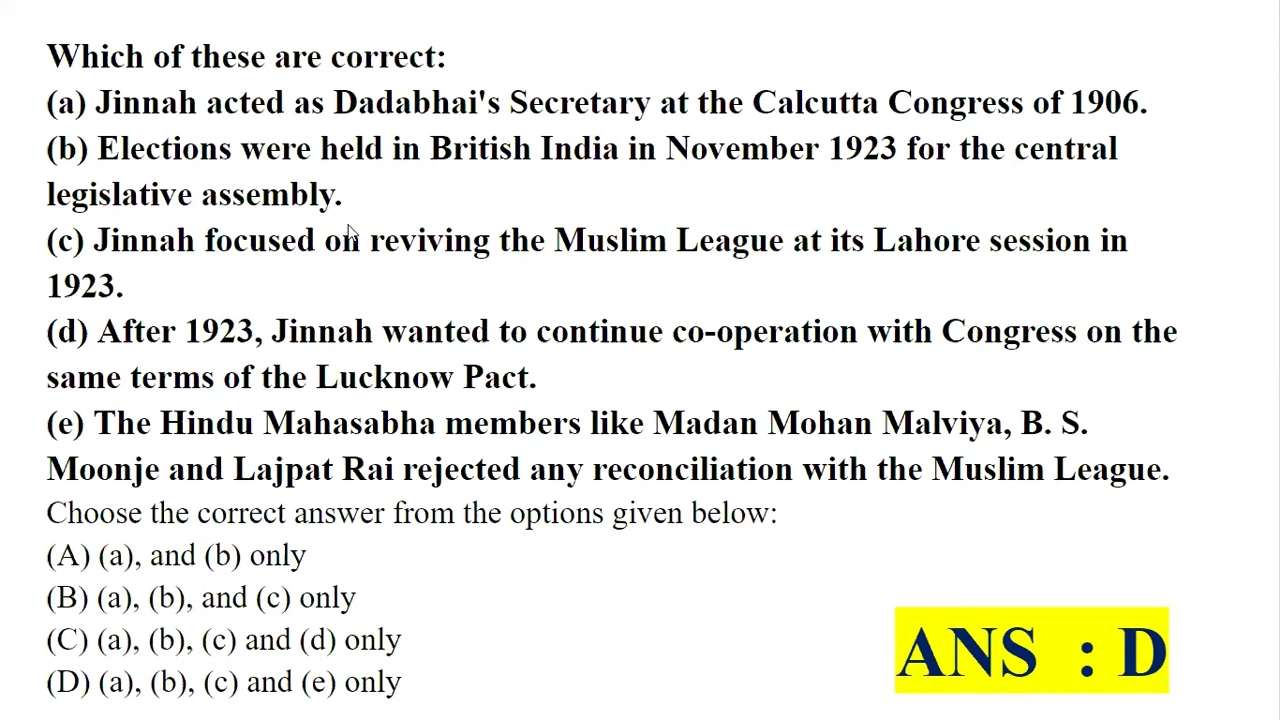 Which of these are correct:
(a) Jinnah acted as Dadabhai's Secretary at the Calcutta Congress of 1906.
(b) Elections were held in British India in November 1923 for the central
legislative assembly.
(c) Jinnah focused on reviving the Muslim League at its Lahore session in
1923.
(d) After 1923, Jinnah wanted to continue co-operation with Congress on the
same terms of the Lucknow Pact.
(e) The Hindu Mahasabha members like Madan Mohan Malviya, B. S.
Moonje and Lajpat Rai rejected any reconciliation with the Muslim League.
Choose the correct answer from the options given below:
(A) (a), and (b) only
(B) (a), (b), and (c) only
(C) (a), (b), (c) and (d) only
(D) (a), (b), (c) and (e) only
ANS : D